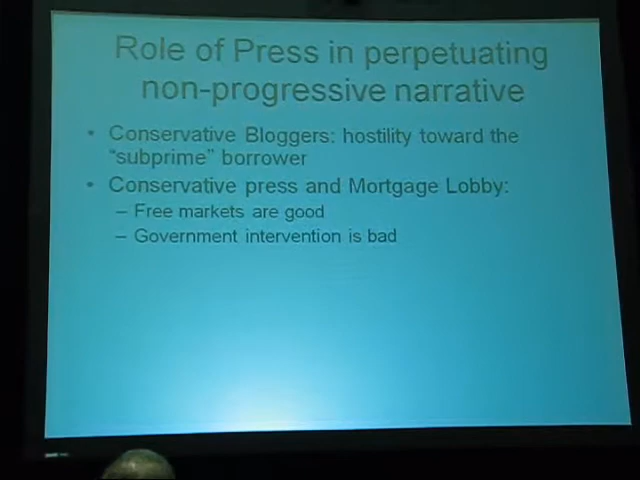 Role of Press in perpetuating
non-progressive narrative
• Conservative Bloggers: hostility toward the
"subprime" borrower
• Conservative press and Mortgage Lobby:
– Free markets are good
– Government intervention is bad